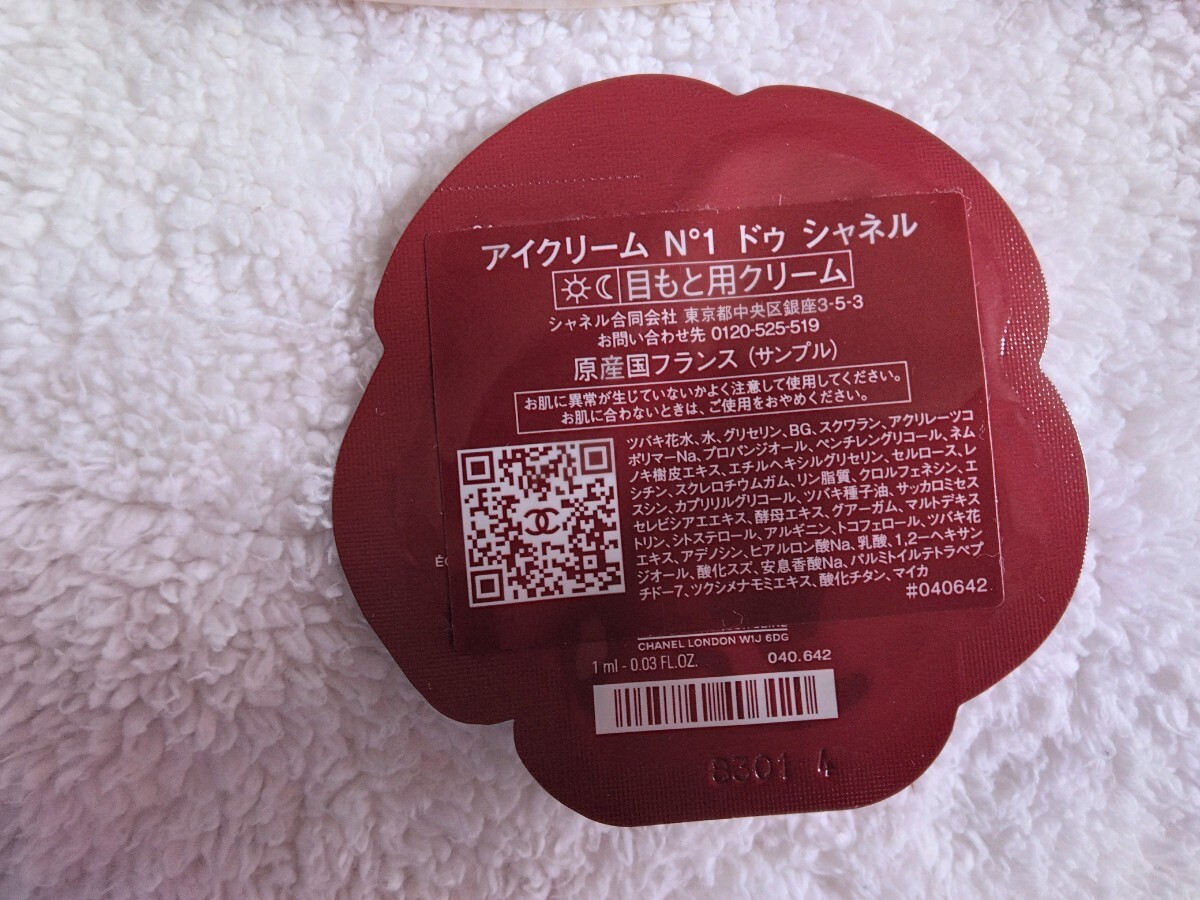 アイクリーム N°1 ドゥ シャネル
目もと用クリーム
シャネル合同会社 東京都中央区銀座3-5-3
お問い合わせ先 0120-525-519
原産国フランス (サンプル)
お肌に異常が生じていないかよく注意して使用してください。
お肌に合わないときは、ご使用をおやめください。
ツバキ花水、水、グリセリン、BG、スクワラン、アクリレーツコ
ポリマーNa、プロパンジオール、ペンチレングリコール、ネム
ノキ樹皮エキス、エチルヘキシルグリセリン、セルロース、レ
シチン、スクレロチウムガム、リン脂質、クロルフェネシン、エ
スシン、カプリリルグリコール、ツバキ種子油、サッカロミセス
セレビシアエエキス、酵母エキス、グアーガム、マルトデキス
トリン、シトステロール、アルギニン、トコフェロール、ツバキ花
エキス、アデノシン、ヒアルロン酸Na、乳酸、1,2-ヘキサン
ジオール、酸化スズ、安息香酸Na、パルミトイルテトラペプ
チド-7、ツクシメナモミエキス、酸化チタン、マイカ
#040642
CHANEL LONDON W1J 6DG
1 ml - 0.03 FL.OZ. 040.642
8301 4